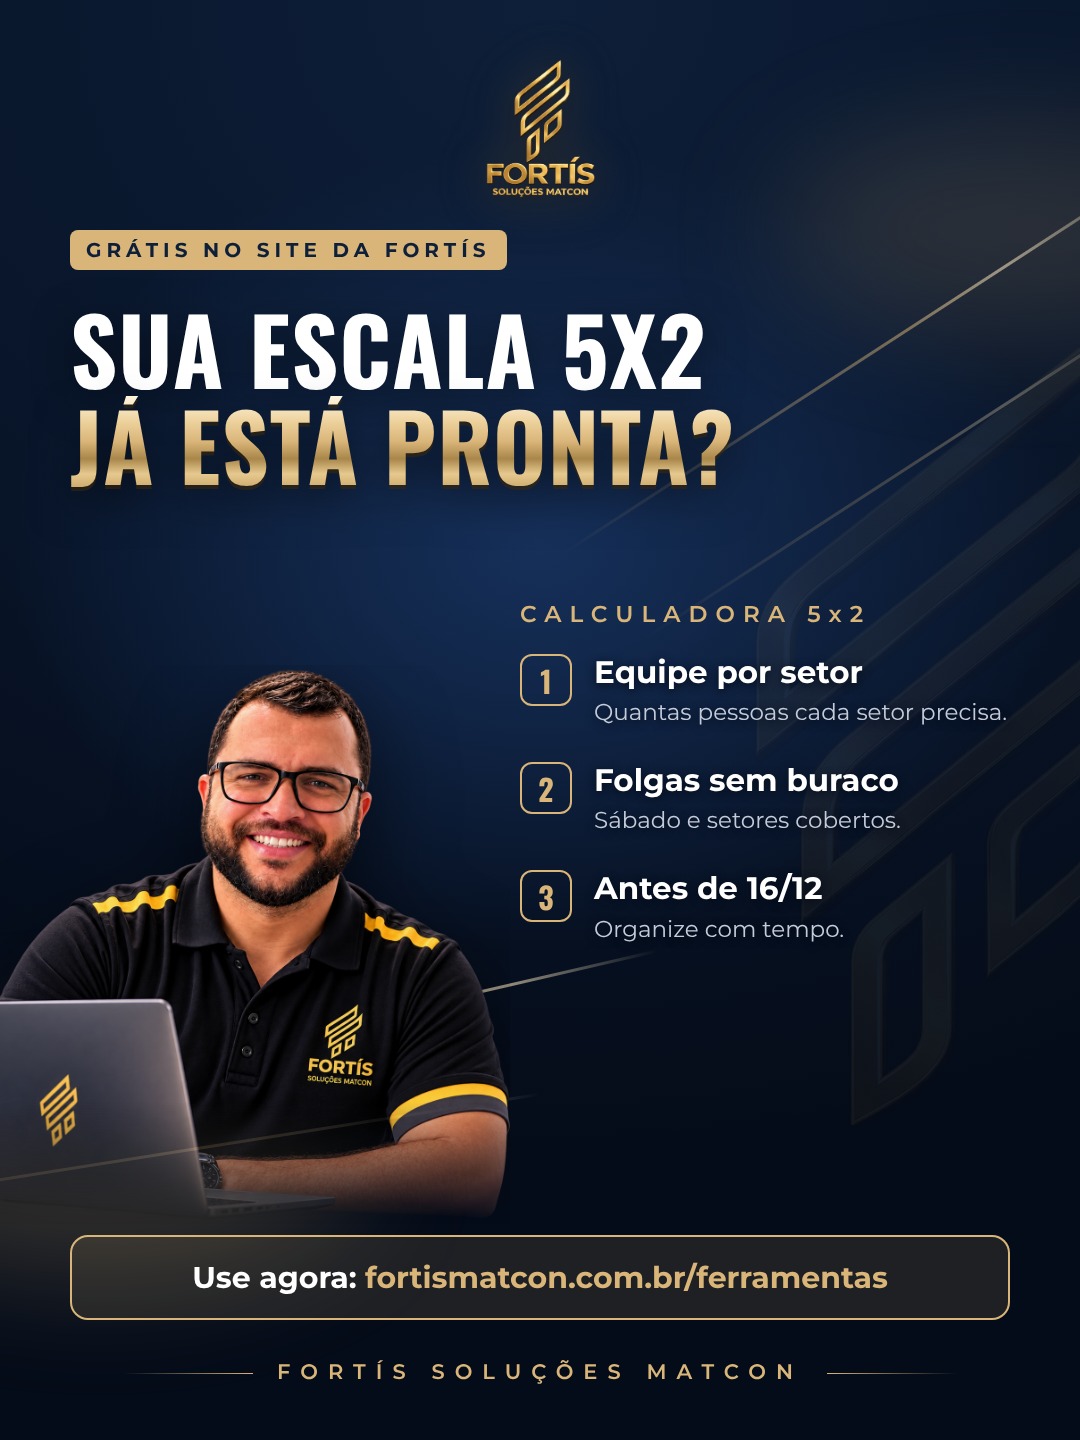 FORTÍS
SOLUÇÕES MATCON
GRÁTIS NO SITE DA FORTÍS
SUA ESCALA 5X2
JÁ ESTÁ PRONTA?
CALCULADORA 5x2
1
Equipe por setor
Quantas pessoas cada setor precisa.
2
Folgas sem buraco
Sábado e setores cobertos.
3
Antes de 16/12
Organize com tempo.
FORTÍS
SOLUÇÕES MATCON
Use agora: fortismatcon.com.br/ferramentas
FORTÍS SOLUÇÕES MATCON